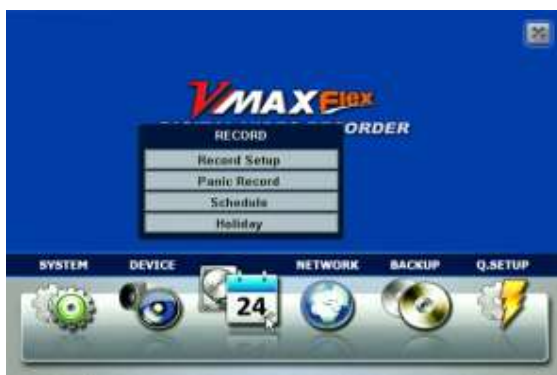 VMAXFlex
ORDER
RECORD
Record Setup
Panic Record
Schedule
Holiday
SYSTEM DEVICE NETWORK BACKUP Q.SETUP
24